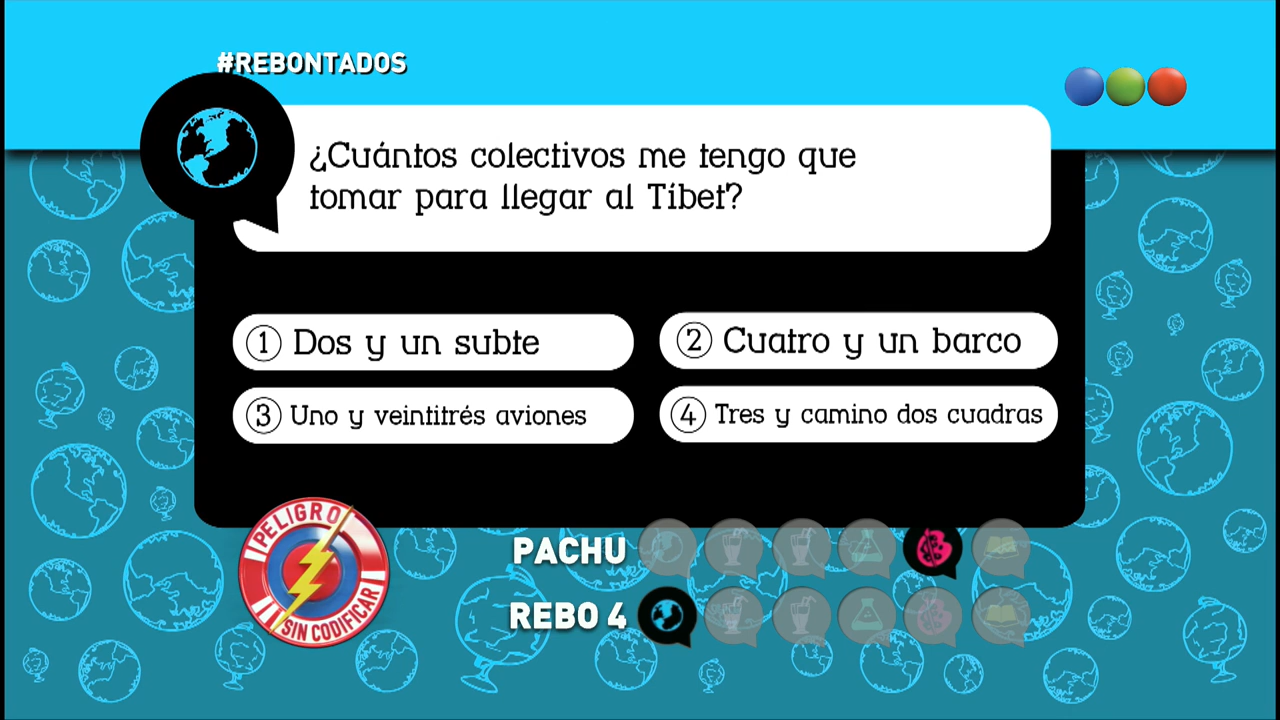 #REBONTADOS
¿Cuántos colectivos me tengo que
tomar para llegar al Tíbet?
1 Dos y un subte
2 Cuatro y un barco
3 Uno y veintitrés aviones
4 Tres y camino dos cuadras
PELIGRO
SIN CODIFICAR
PACHU
REBO 4